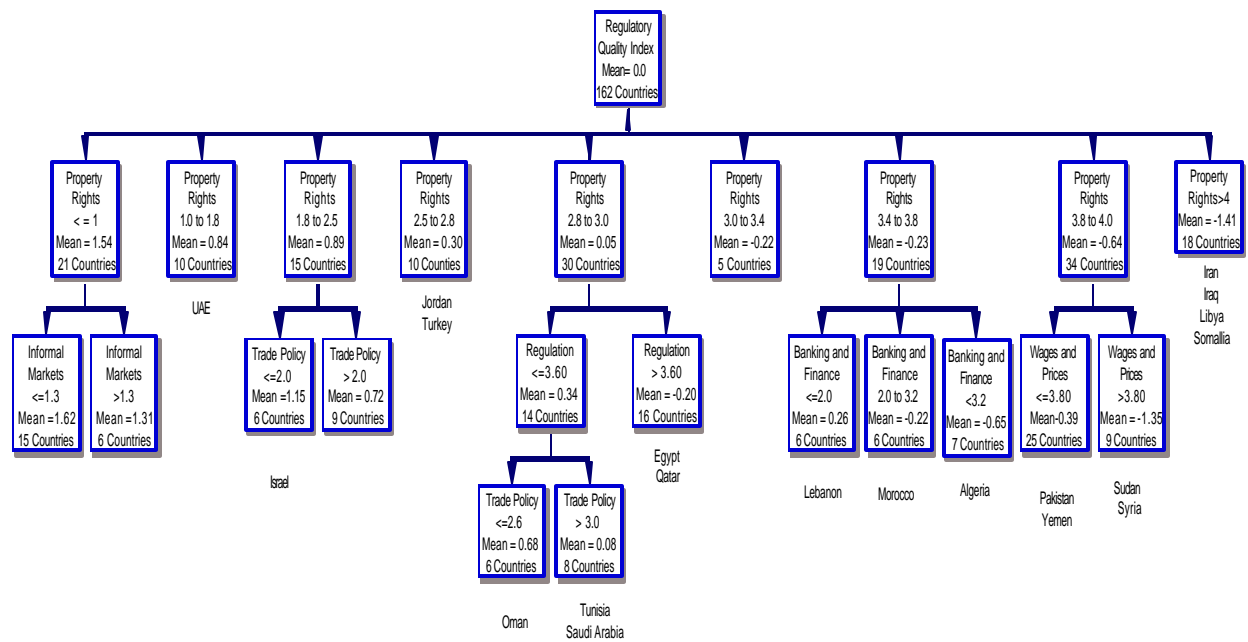 Regulatory
Quality Index
Mean= 0.0
162 Countries
Property
Rights
< = 1
Mean = 1.54
21 Countries
Property
Rights
1.0 to 1.8
Mean = 0.84
10 Countries
UAE
Property
Rights
1.8 to 2.5
Mean = 0.89
15 Countries
Property
Rights
2.5 to 2.8
Mean = 0.30
10 Counties
Jordan
Turkey
Property
Rights
2.8 to 3.0
Mean = 0.05
30 Countries
Property
Rights
3.0 to 3.4
Mean = -0.22
5 Countries
Property
Rights
3.4 to 3.8
Mean = -0.23
19 Countries
Property
Rights
3.8 to 4.0
Mean = -0.64
34 Countries
Property
Rights>4
Mean = -1.41
18 Countries
Iran
Iraq
Libya
Somallia
Informal
Markets
<=1.3
Mean =1.62
15 Countries
Informal
Markets
>1.3
Mean =1.31
6 Countries
Trade Policy
<=2.0
Mean =1.15
6 Countries
Trade Policy
> 2.0
Mean = 0.72
9 Countries
Israel
Regulation
<=3.60
Mean = 0.34
14 Countries
Regulation
> 3.60
Mean = -0.20
16 Countries
Egypt
Qatar
Banking and
Finance
<=2.0
Mean = 0.26
6 Countries
Lebanon
Banking and
Finance
2.0 to 3.2
Mean = -0.22
6 Countries
Morocco
Banking and
Finance
<3.2
Mean = -0.65
7 Countries
Algeria
Wages and
Prices
<=3.80
Mean-0.39
25 Countries
Pakistan
Yemen
Wages and
Prices
>3.80
Mean = -1.35
9 Countries
Sudan
Syria
Trade Policy
<=2.6
Mean = 0.68
6 Countries
Oman
Trade Policy
> 3.0
Mean = 0.08
8 Countries
Tunisia
Saudi Arabia